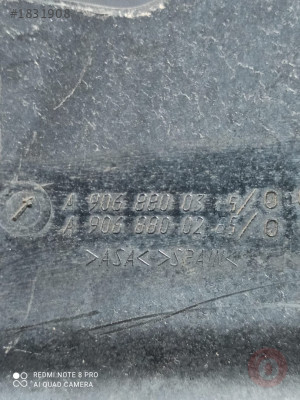 #1831908
A 906 880 03 45/0
A 906 880 02 45/0
>ASA< >SPAIN<
REDMI NOTE 8 PRO
AI QUAD CAMERA